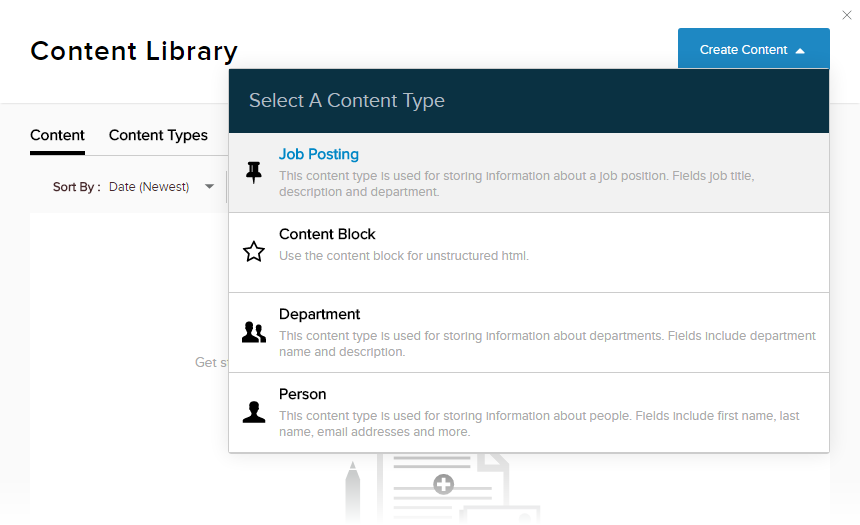 Content Library
Create Content
Select A Content Type
Content
Content Types
Sort By : Date (Newest)
Job Posting
This content type is used for storing information about a job position. Fields job title,
description and department.
Content Block
Use the content block for unstructured html.
Department
This content type is used for storing information about departments. Fields include department
name and description.
Get
Person
This content type is used for storing information about people. Fields include first name, last
name, email addresses and more.